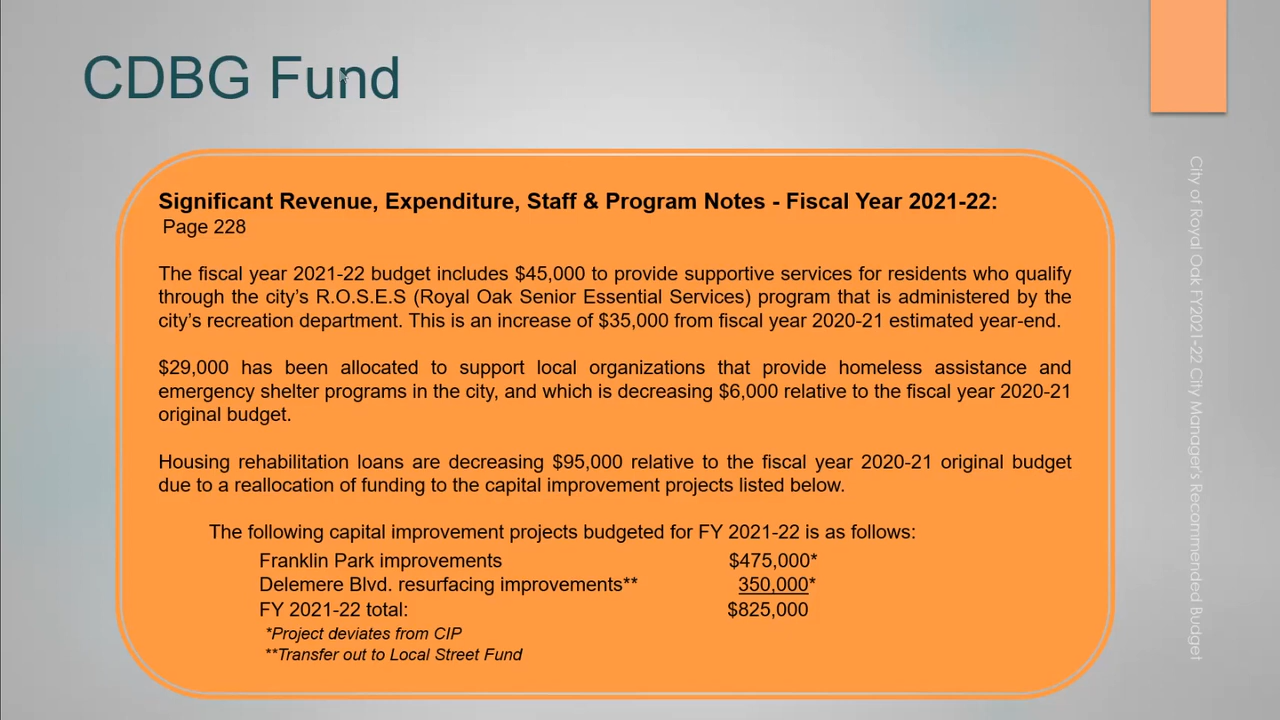 CDBG Fund
Significant Revenue, Expenditure, Staff & Program Notes - Fiscal Year 2021-22:
Page 228
The fiscal year 2021-22 budget includes $45,000 to provide supportive services for residents who qualify
through the city's R.O.S.E.S (Royal Oak Senior Essential Services) program that is administered by the
city's recreation department. This is an increase of $35,000 from fiscal year 2020-21 estimated year-end.
$29,000 has been allocated to support local organizations that provide homeless assistance and
emergency shelter programs in the city, and which is decreasing $6,000 relative to the fiscal year 2020-21
original budget.
Housing rehabilitation loans are decreasing $95,000 relative to the fiscal year 2020-21 original budget
due to a reallocation of funding to the capital improvement projects listed below.
The following capital improvement projects budgeted for FY 2021-22 is as follows:
Franklin Park improvements $475,000*
Delemere Blvd. resurfacing improvements** 350,000*
FY 2021-22 total: $825,000
*Project deviates from CIP
**Transfer out to Local Street Fund
City of Royal Oak FY2021-22 City Manager's Recommended Budget